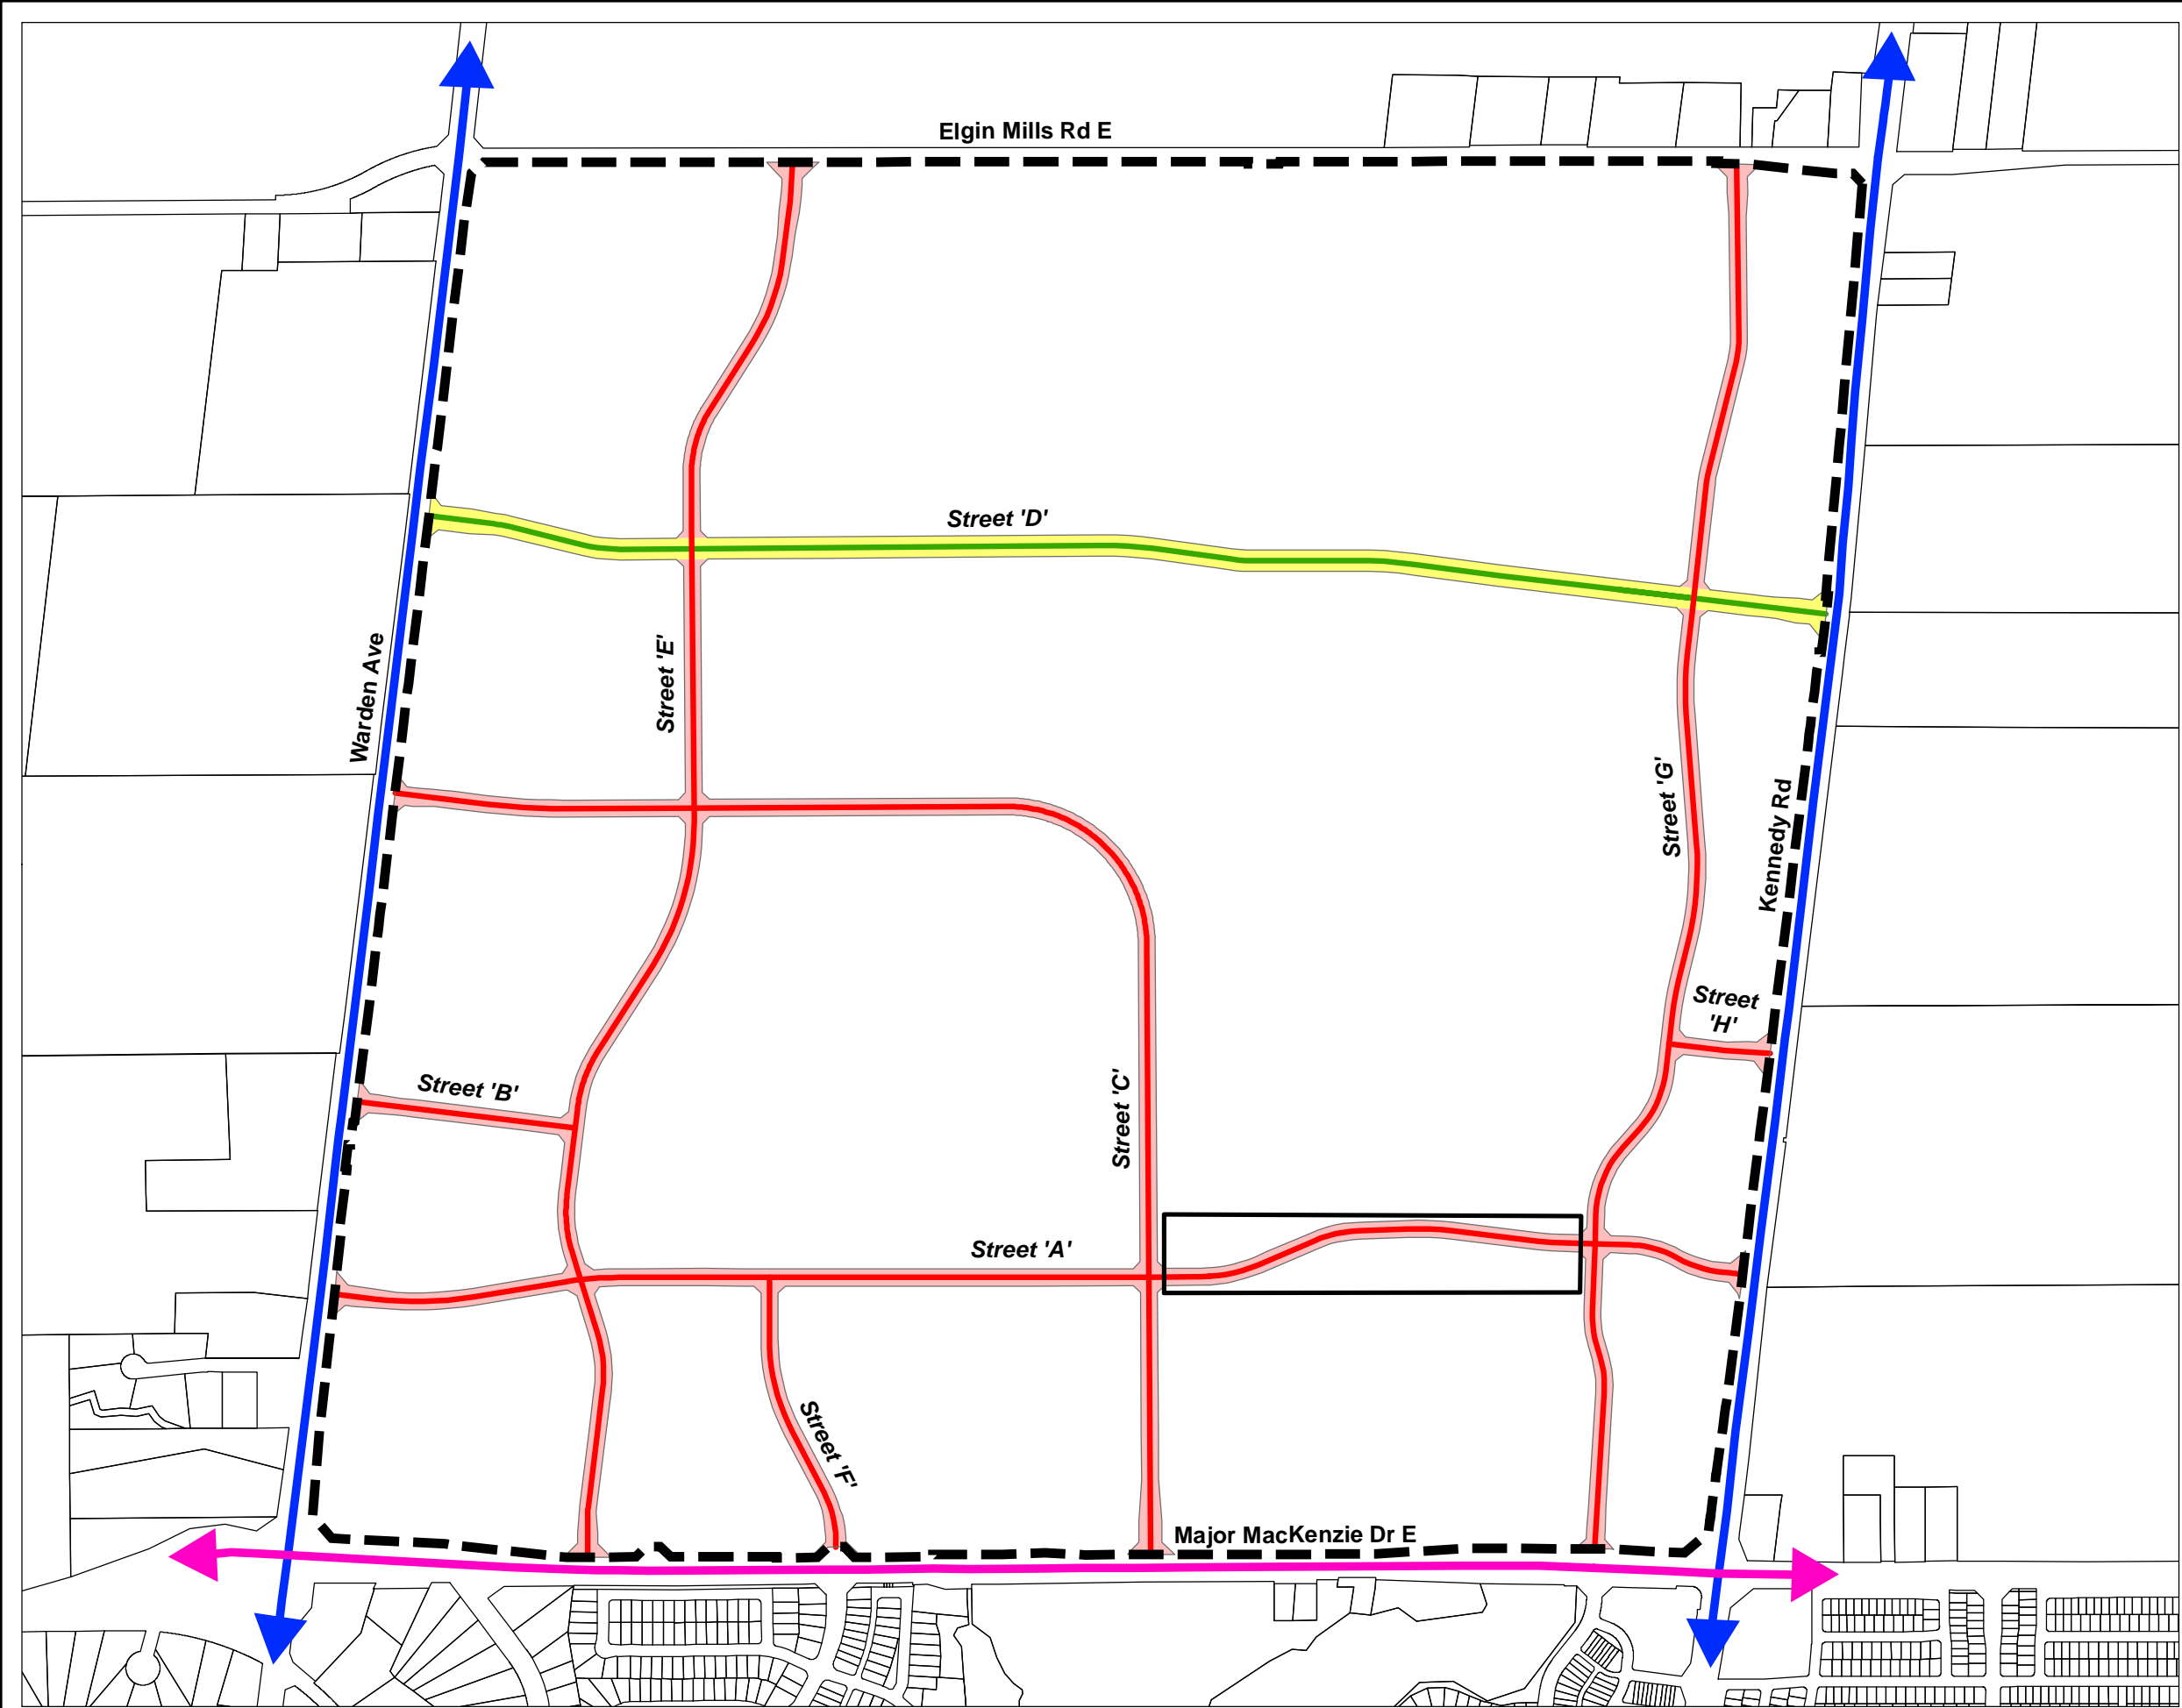 Elgin Mills Rd E
Street 'D'
Warden Ave
Street 'E'
Street 'G'
Kennedy Rd
Street
'H'
Street 'B'
Street 'C'
Street 'A'
Street 'F'
Major MacKenzie Dr E